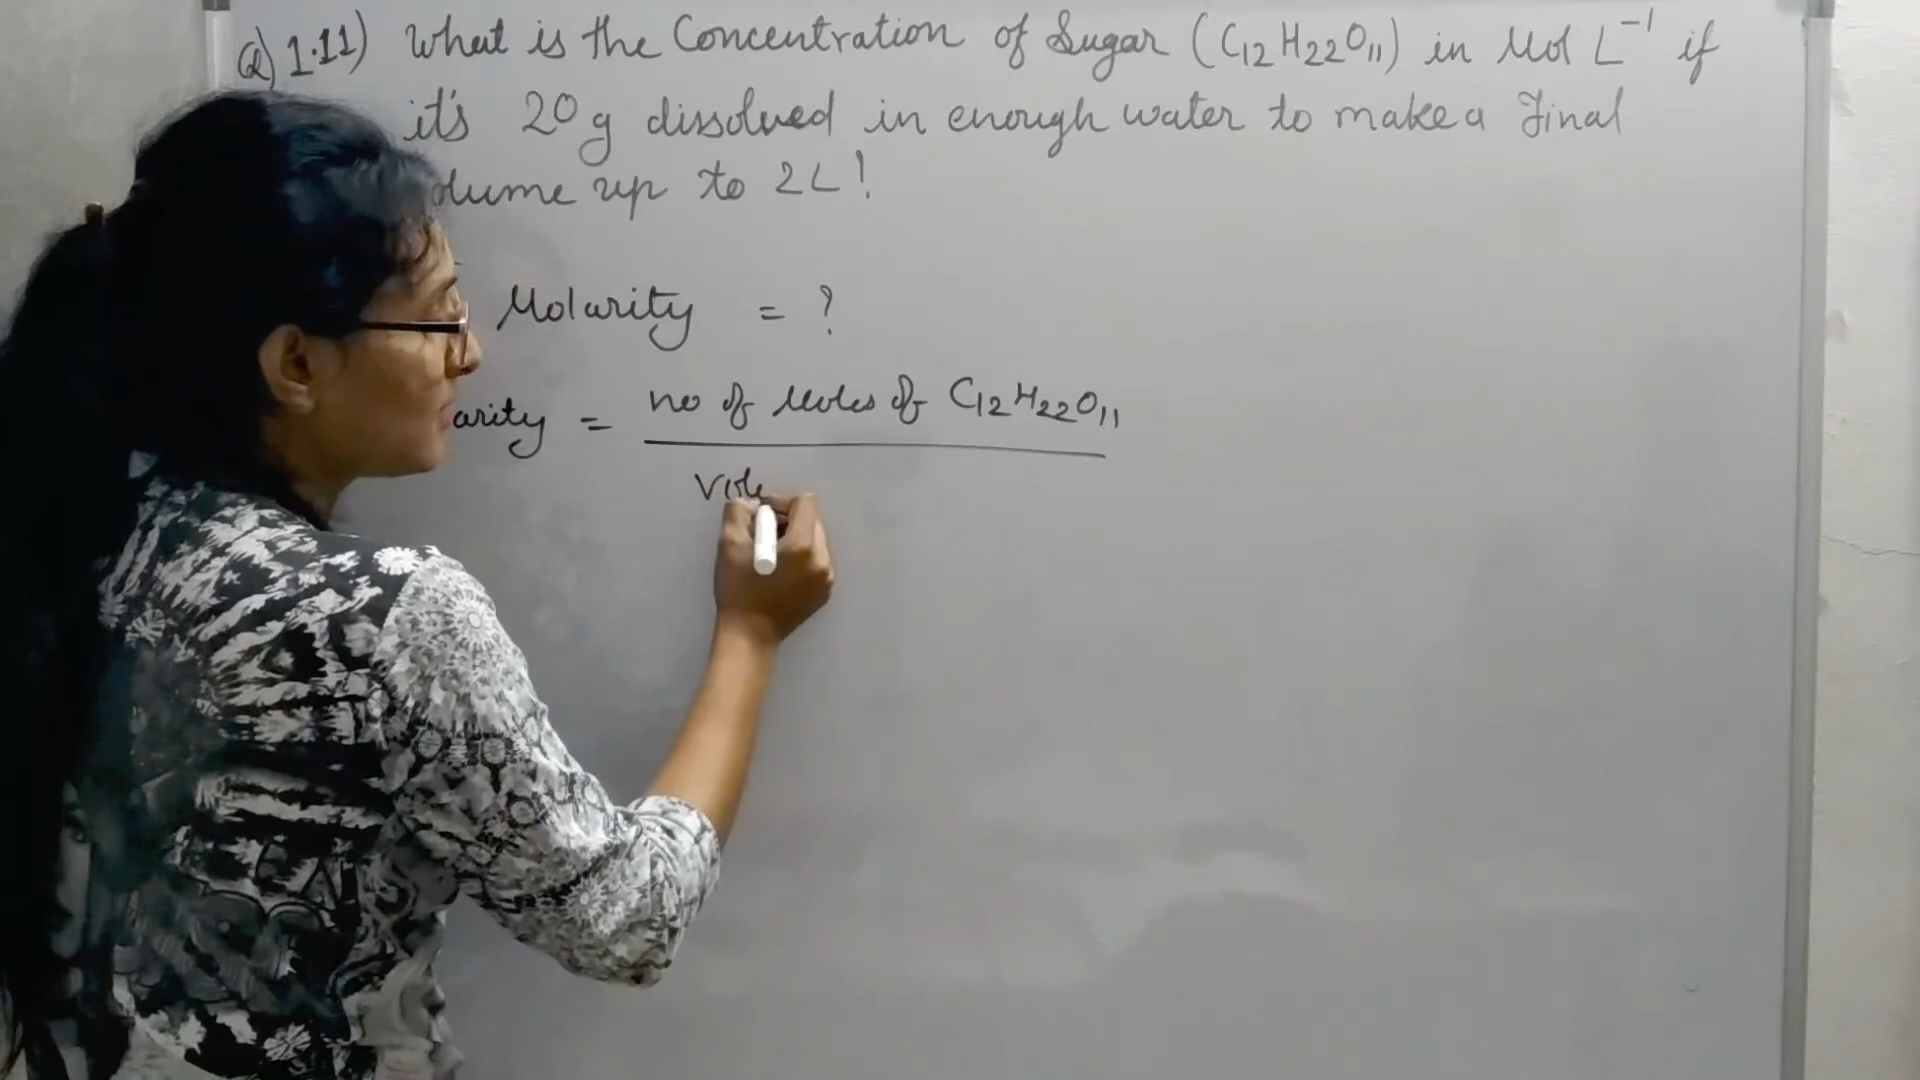 Q) 1.11) What is the Concentration of Sugar (C12H22O11) in Mol L⁻¹ if
it's 20g dissolved in enough water to make a Final
olume up to 2L!
Molarity = ?
arity = no of Moles of C12H22O11
Vol